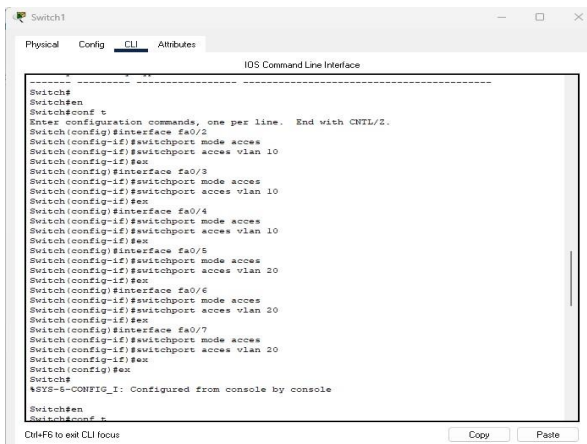 Switch1
Physical Config CLI Attributes
IOS Command Line Interface
Switch#
Switch#en
Switch#conf t
Enter configuration commands, one per line. End with CNTL/Z.
Switch(config)#interface fa0/2
Switch(config-if)#switchport mode acces
Switch(config-if)#switchport acces vlan 10
Switch(config-if)#ex
Switch(config)#interface fa0/3
Switch(config-if)#switchport mode acces
Switch(config-if)#switchport acces vlan 10
Switch(config-if)#ex
Switch(config)#interface fa0/4
Switch(config-if)#switchport mode acces
Switch(config-if)#switchport acces vlan 10
Switch(config-if)#ex
Switch(config)#interface fa0/5
Switch(config-if)#switchport mode acces
Switch(config-if)#switchport acces vlan 20
Switch(config-if)#ex
Switch(config)#interface fa0/6
Switch(config-if)#switchport mode acces
Switch(config-if)#switchport acces vlan 20
Switch(config-if)#ex
Switch(config)#interface fa0/7
Switch(config-if)#switchport mode acces
Switch(config-if)#switchport acces vlan 20
Switch(config-if)#ex
Switch(config)#ex
Switch#
%SYS-5-CONFIG_I: Configured from console by console
Switch#en
Switch#conf t
Ctrl+F6 to exit CLI focus
Copy Paste